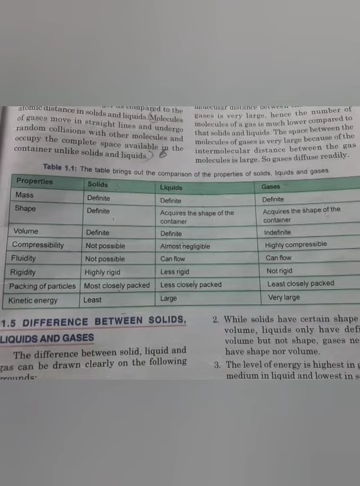 atomic distance in solids and liquids. Molecules
of gases move in straight lines and undergo
random collisions with other molecules and
occupy the complete space available in the
container unlike solids and liquids.
gases is very large, hence the number of
molecules of a gas is much lower compared to
that solids and liquids. The space between the
molecules of gases is very large because of the
intermolecular distance between the gas
molecules is large. So gases diffuse readily.
Table 1.1: The table brings out the comparison of the properties of solids, liquids and gases
Properties Solids Liquids Gases
Mass Definite Definite Definite
Shape Definite Acquires the shape of the container Acquires the shape of the container
Volume Definite Definite Indefinite
Compressibility Not possible Almost negligible Highly compressible
Fluidity Not possible Can flow Can flow
Rigidity Highly rigid Less rigid Not rigid
Packing of particles Most closely packed Less closely packed Least closely packed
Kinetic energy Least Large Very large
1.5 DIFFERENCE BETWEEN SOLIDS,
LIQUIDS AND GASES
The difference between solid, liquid and
gas can be drawn clearly on the following
grounds:
2. While solids have certain shape
volume, liquids only have defi
volume but not shape, gases ne
have shape nor volume.
3. The level of energy is highest in
medium in liquid and lowest in s